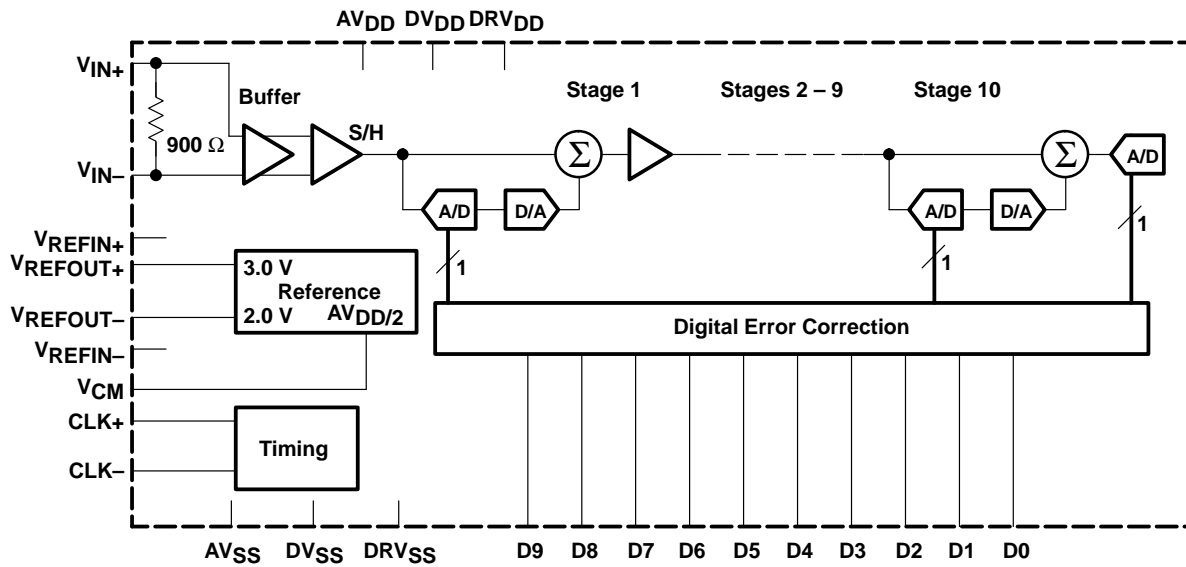 AVDD DVDD DRVDD
VIN+
Stage 1 Stages 2 – 9 Stage 10
Buffer
S/H
900 Ω
Σ Σ A/D
VIN–
A/D D/A A/D D/A
1 1 1
VREFIN+
VREFOUT+ 3.0 V
Reference
VREFOUT– 2.0 V AVDD/2
Digital Error Correction
VREFIN–
VCM
CLK+
Timing
CLK–
AVSS DVSS DRVSS D9 D8 D7 D6 D5 D4 D3 D2 D1 D0